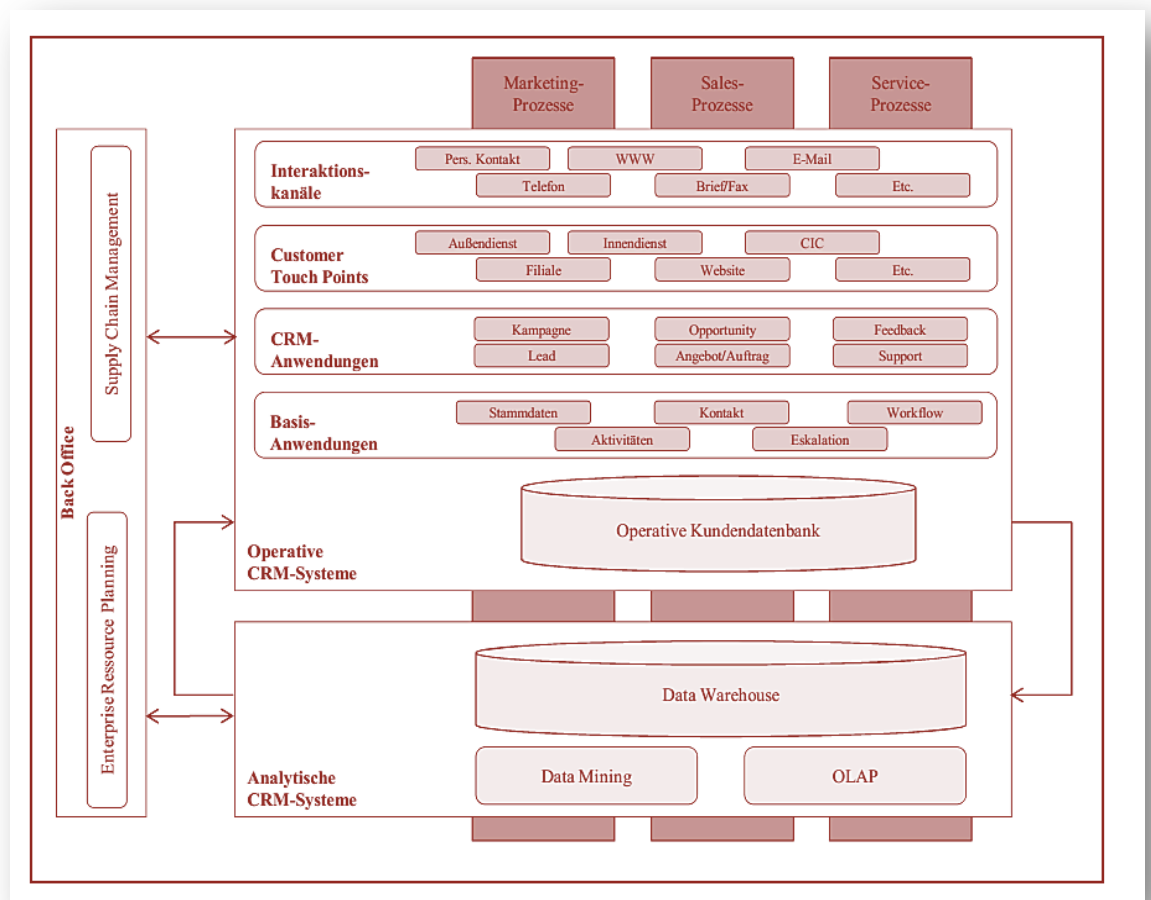 Marketing-
Prozesse
Sales-
Prozesse
Service-
Prozesse
Back Office
Supply Chain Management
Enterprise Ressource Planning
Interaktions-
kanäle
Pers. Kontakt
WWW
E-Mail
Telefon
Brief/Fax
Etc.
Customer
Touch Points
Außendienst
Innendienst
CIC
Filiale
Website
Etc.
CRM-
Anwendungen
Kampagne
Opportunity
Feedback
Lead
Angebot/Auftrag
Support
Basis-
Anwendungen
Stammdaten
Kontakt
Workflow
Aktivitäten
Eskalation
Operative Kundendatenbank
Operative
CRM-Systeme
Data Warehouse
Data Mining
OLAP
Analytische
CRM-Systeme